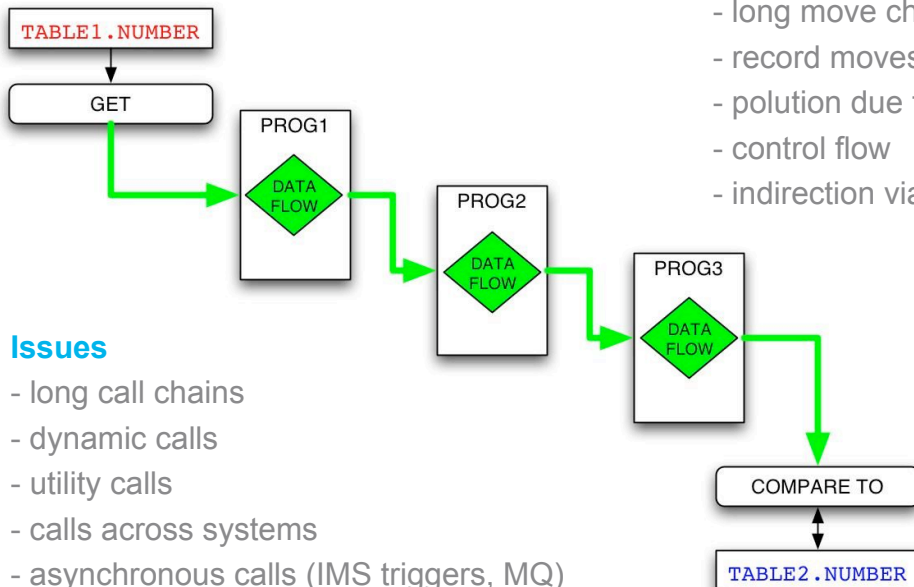 TABLE1.NUMBER
GET
PROG1
DATA
FLOW
PROG2
DATA
FLOW
PROG3
DATA
FLOW
COMPARE TO
TABLE2.NUMBER
- long move
- record moves
- polution due
- control flow
- indirection
Issues
- long call chains
- dynamic calls
- utility calls
- calls across systems
- asynchronous calls (IMS triggers, MQ)